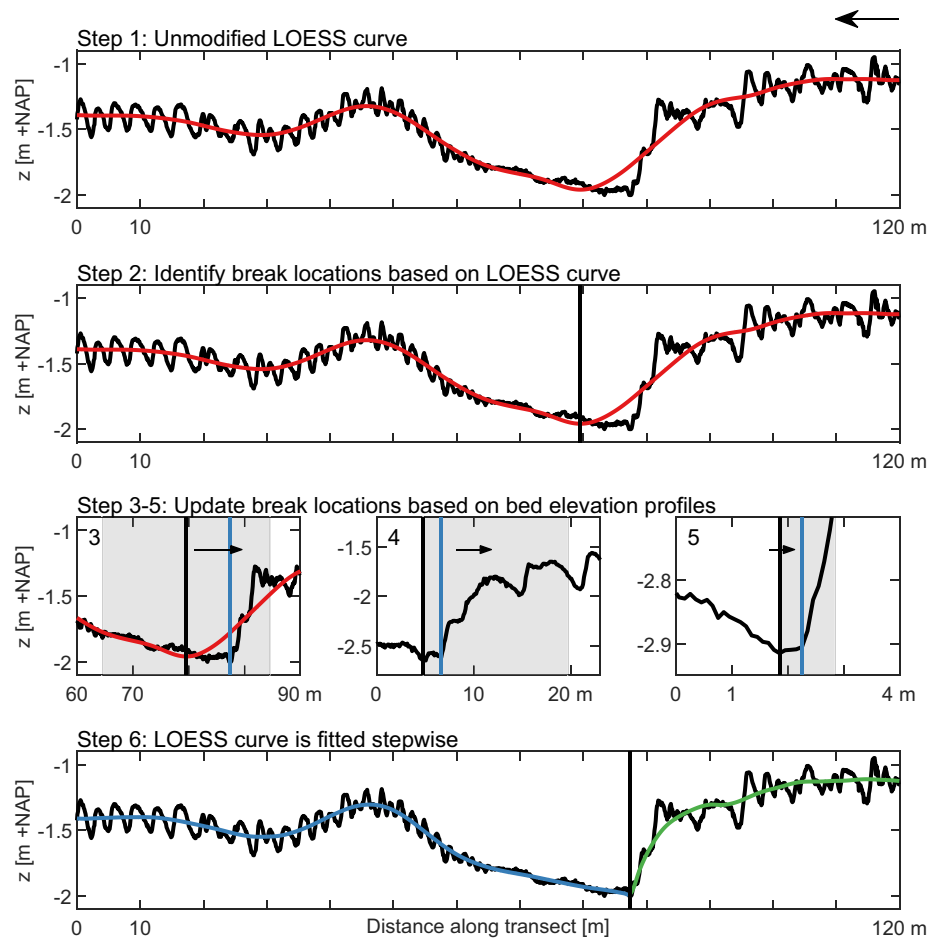 Step 1: Unmodified LOESS curve
z [m +NAP]
-1
-1.5
-2
0 10 120 m
Step 2: Identify break locations based on LOESS curve
z [m +NAP]
-1
-1.5
-2
0 10 120 m
Step 3-5: Update break locations based on bed elevation profiles
z [m +NAP]
-1
-1.5
-2
3
60 70 90 m
4
-1.5
-2
-2.5
0 10 20 m
5
-2.8
-2.9
0 1 3 4 m
Step 6: LOESS curve is fitted stepwise
z [m +NAP]
-1
-1.5
-2
0 10 Distance along transect [m] 120 m